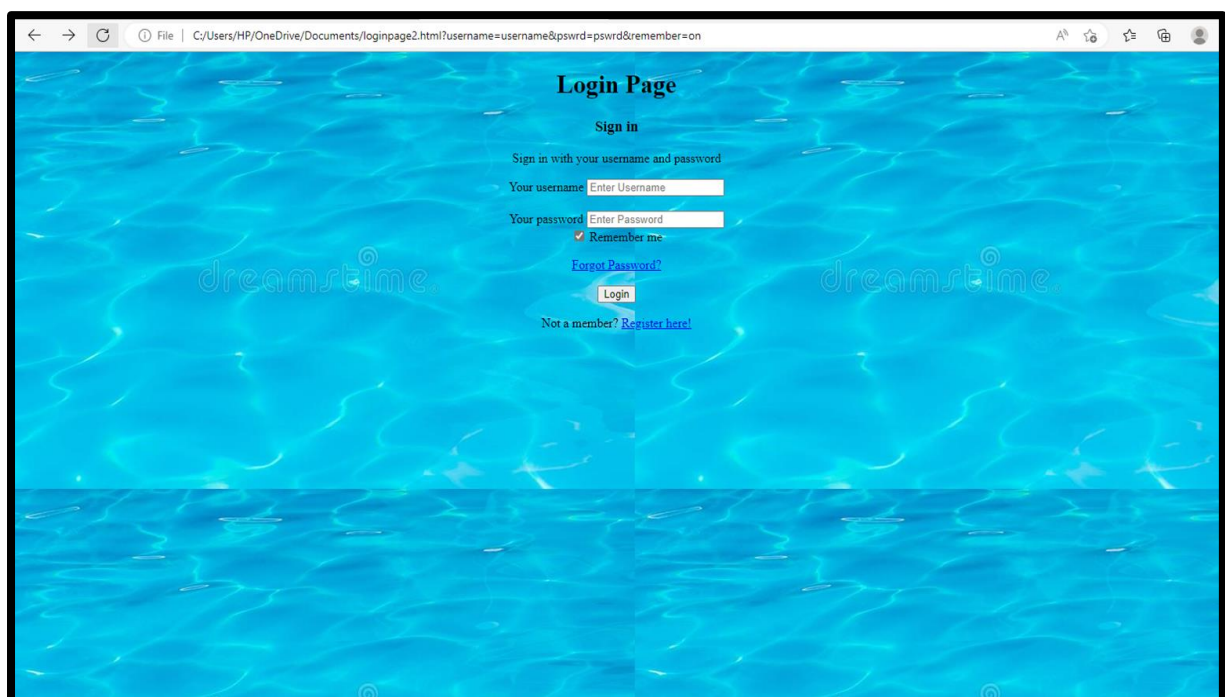 File | C:/Users/HP/OneDrive/Documents/loginpage2.html?username=username&pswrd=pswrd&remember=on
Login Page
Sign in
Sign in with your username and password
Your username Enter Username
Your password Enter Password
Remember me
Forgot Password?
dreamstime. dreamstime.
Login
Not a member? Register here!